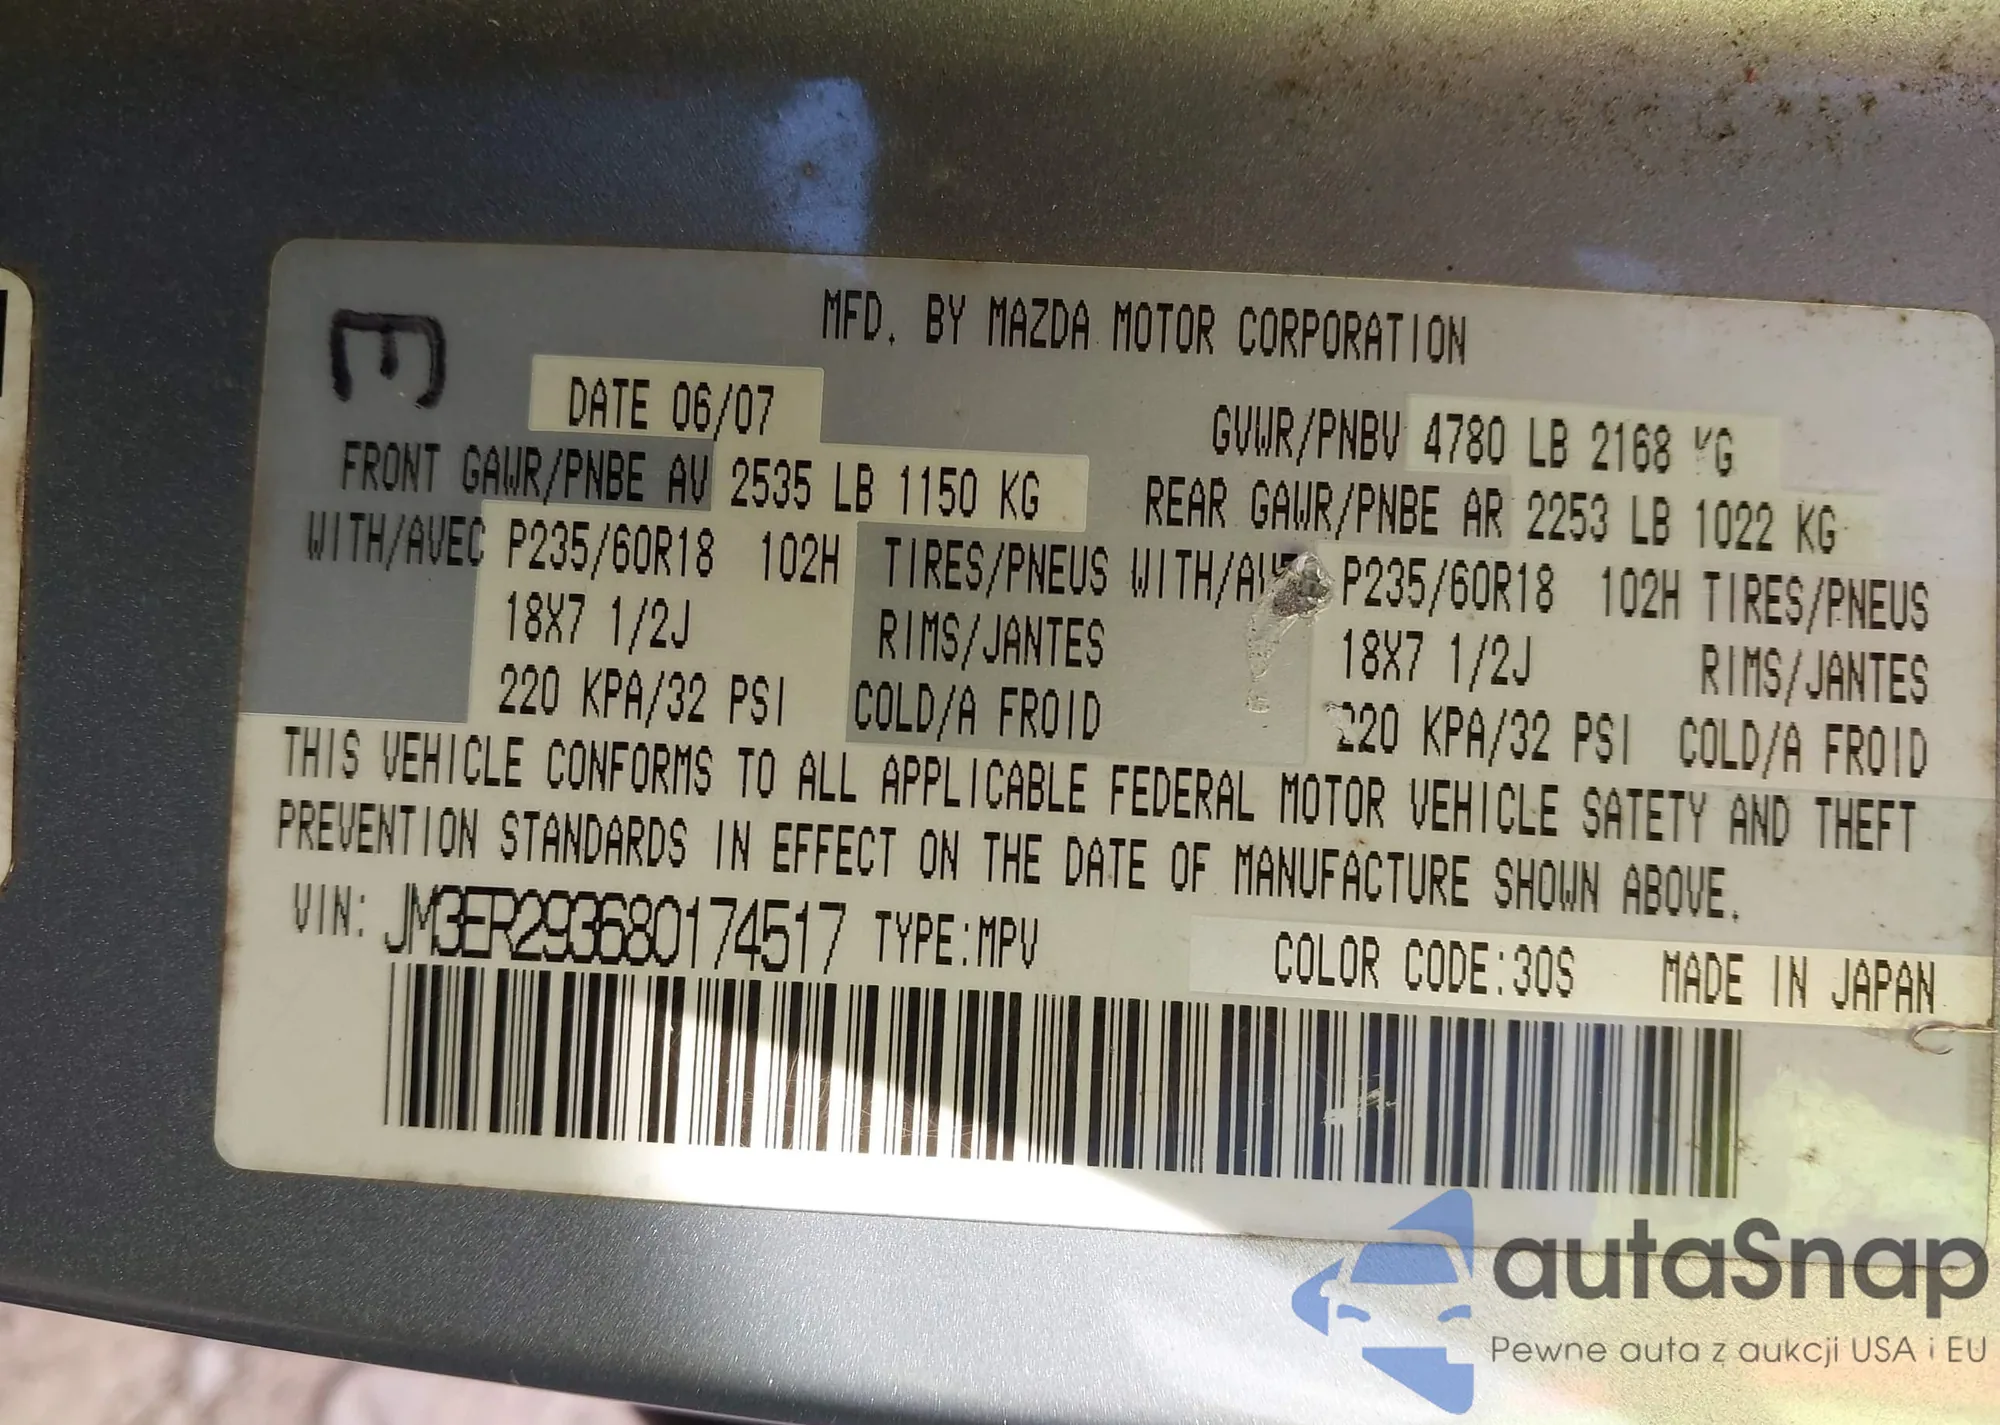 E
MFD. BY MAZDA MOTOR CORPORATION
DATE 06/07
GVWR/PNBV 4780 LB 2168 KG
FRONT GAWR/PNBE AV 2535 LB 1150 KG
REAR GAWR/PNBE AR 2253 LB 1022 KG
WITH/AVEC P235/60R18 102H TIRES/PNEUS
WITH/AVE P235/60R18 102H TIRES/PNEUS
18X7 1/2J RIMS/JANTES
18X7 1/2J RIMS/JANTES
220 KPA/32 PSI COLD/A FROID
220 KPA/32 PSI COLD/A FROID
THIS VEHICLE CONFORMS TO ALL APPLICABLE FEDERAL MOTOR VEHICLE SATETY AND THEFT
PREVENTION STANDARDS IN EFFECT ON THE DATE OF MANUFACTURE SHOWN ABOVE.
VIN: JM3ER293680174517 TYPE:MPV COLOR CODE:30S MADE IN JAPAN
autaSnap
Pewne auta z aukcji USA i EU